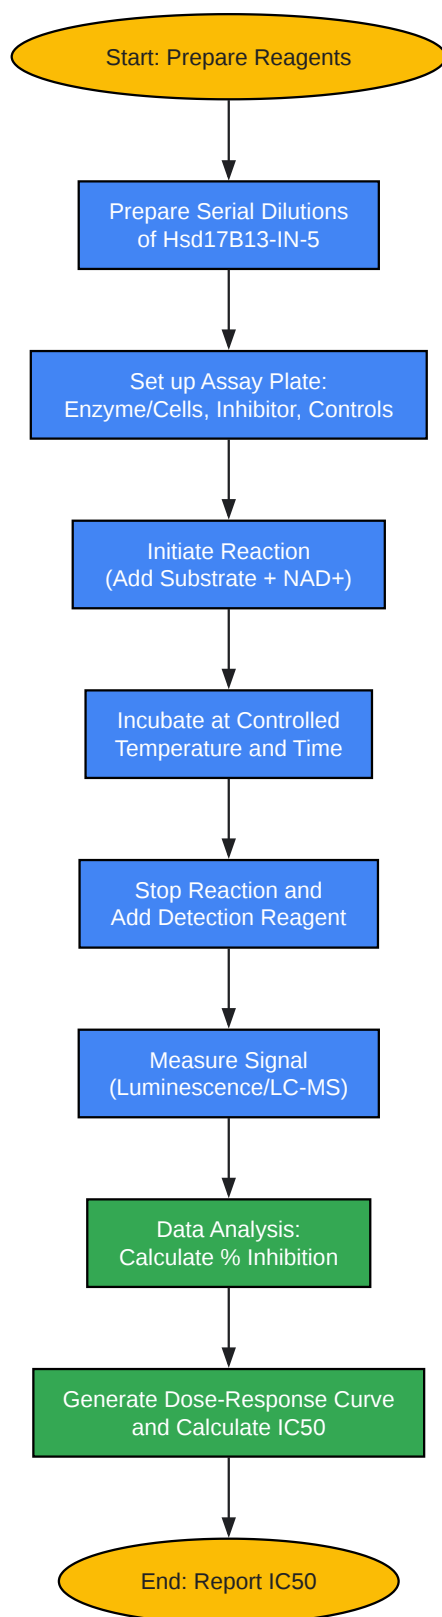 Start: Prepare Reagents
Prepare Serial Dilutions
of Hsd17B13-IN-5
Set up Assay Plate:
Enzyme/Cells, Inhibitor, Controls
Initiate Reaction
(Add Substrate + NAD+)
Incubate at Controlled
Temperature and Time
Stop Reaction and
Add Detection Reagent
Measure Signal
(Luminescence/LC-MS)
Data Analysis:
Calculate % Inhibition
Generate Dose-Response Curve
and Calculate IC50
End: Report IC50